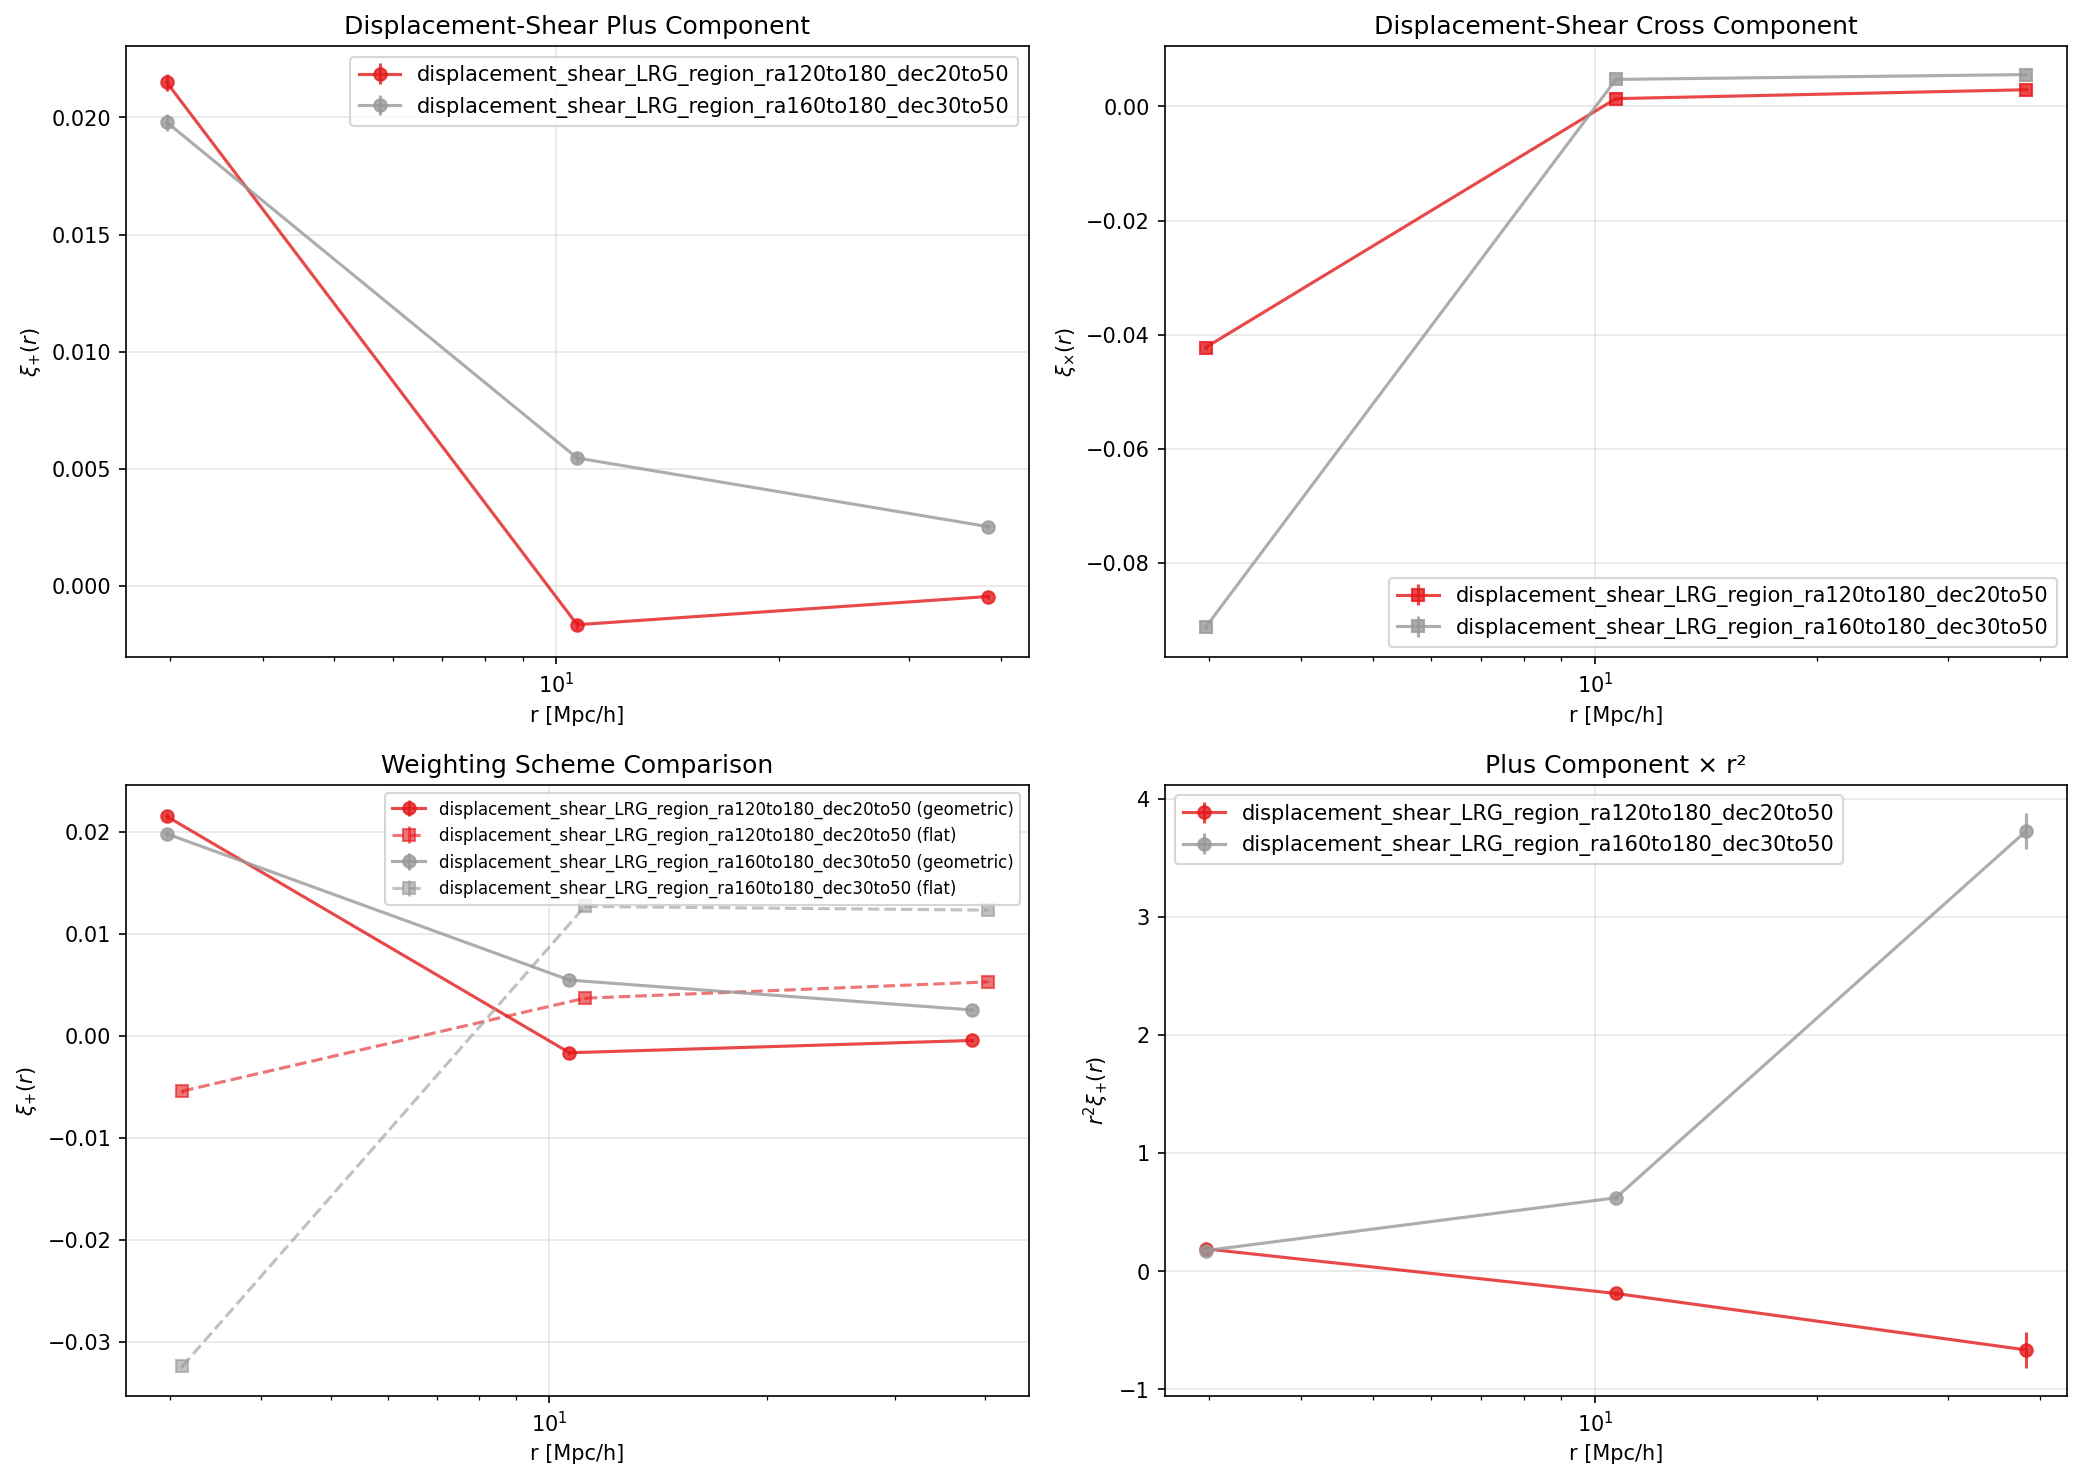 Displacement-Shear Plus Component
displacement_shear_LRG_region_ra120to180_dec20to50
displacement_shear_LRG_region_ra160to180_dec30to50
0.020
0.015
0.010
0.005
0.000
ξ₊(r)
10¹
r [Mpc/h]
Displacement-Shear Cross Component
0.00
−0.02
−0.04
−0.06
−0.08
ξ×(r)
displacement_shear_LRG_region_ra120to180_dec20to50
displacement_shear_LRG_region_ra160to180_dec30to50
10¹
r [Mpc/h]
Weighting Scheme Comparison
displacement_shear_LRG_region_ra120to180_dec20to50 (geometric)
displacement_shear_LRG_region_ra120to180_dec20to50 (flat)
displacement_shear_LRG_region_ra160to180_dec30to50 (geometric)
displacement_shear_LRG_region_ra160to180_dec30to50 (flat)
0.02
0.01
0.00
−0.01
−0.02
−0.03
ξ₊(r)
10¹
r [Mpc/h]
Plus Component × r²
displacement_shear_LRG_region_ra120to180_dec20to50
displacement_shear_LRG_region_ra160to180_dec30to50
4
3
2
1
0
−1
r²ξ₊(r)
10¹
r [Mpc/h]